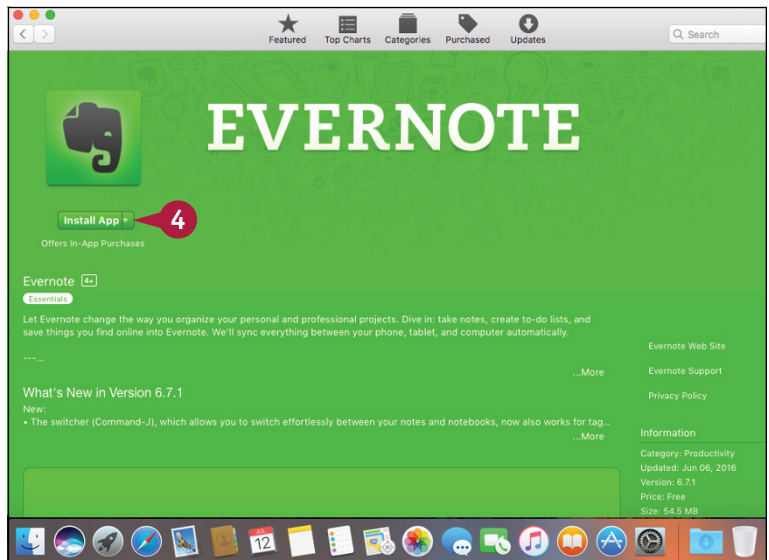 Featured Top Charts Categories Purchased Updates
Search
EVERNOTE
Install App
4
Offers In-App Purchases
Evernote 4+
Essentials
Let Evernote change the way you organize your personal and professional projects. Dive in: take notes, create to-do lists, and
save things you find online into Evernote. We'll sync everything between your phone, tablet, and computer automatically.
---...
...More
What's New in Version 6.7.1
New:
• The switcher (Command-J), which allows you to switch effortlessly between your notes and notebooks, now also works for tag...
...More
Evernote Web Site
Evernote Support
Privacy Policy
Information
Category: Productivity
Updated: Jun 06, 2016
Version: 6.7.1
Price: Free
Size: 54.5 MB
JUL
12